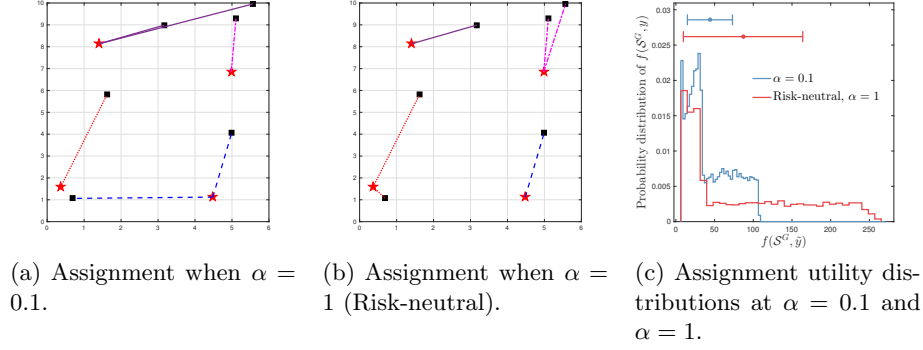 10
9
8
7
6
5
4
3
2
1
0
0 1 2 3 4 5 6
10
9
8
7
6
5
4
3
2
1
0
0 1 2 3 4 5 6
Probability distribution of f(𝒮ᴳ, y)
0.03
0.025
0.02
0.015
0.01
0.005
0
α = 0.1
Risk-neutral, α = 1
0 50 100 150 200 250
f(𝒮ᴳ, ỹ)
(a) Assignment when α =
0.1.
(b) Assignment when α =
1 (Risk-neutral).
(c) Assignment utility dis-
tributions at α = 0.1 and
α = 1.